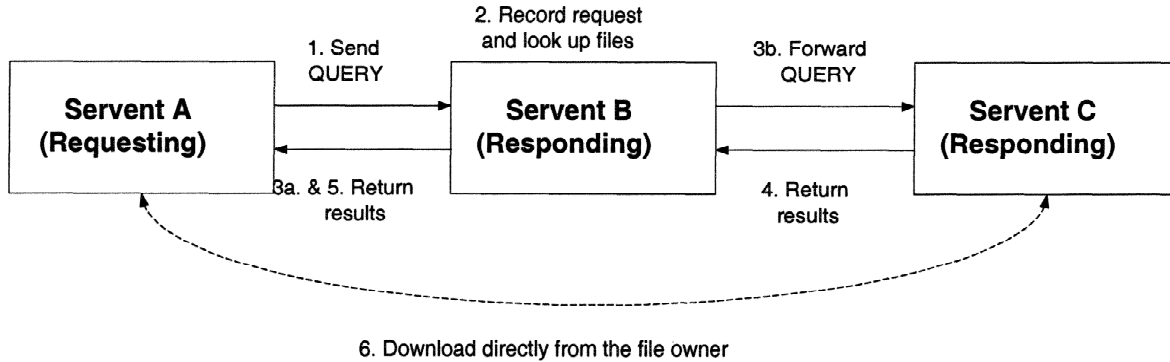 2. Record request
and look up files
1. Send
QUERY
3b. Forward
QUERY
Servent A
(Requesting)
Servent B
(Responding)
Servent C
(Responding)
3a. & 5. Return
results
4. Return
results
6. Download directly from the file owner